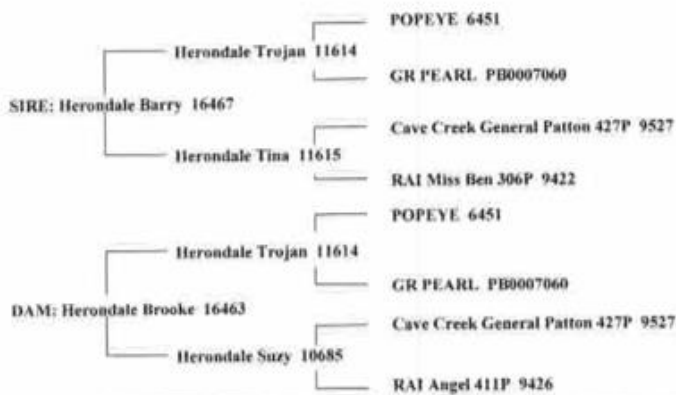 POPEYE 6451
Herondale Trojan 11614
GR PEARL PB0007060
SIRE: Herondale Barry 16467
Cave Creek General Patton 427P 9527
Herondale Tina 11615
RAI Miss Ben 306P 9422
POPEYE 6451
Herondale Trojan 11614
GR PEARL PB0007060
DAM: Herondale Brooke 16463
Cave Creek General Patton 427P 9527
Herondale Suzy 10685
RAI Angel 411P 9426